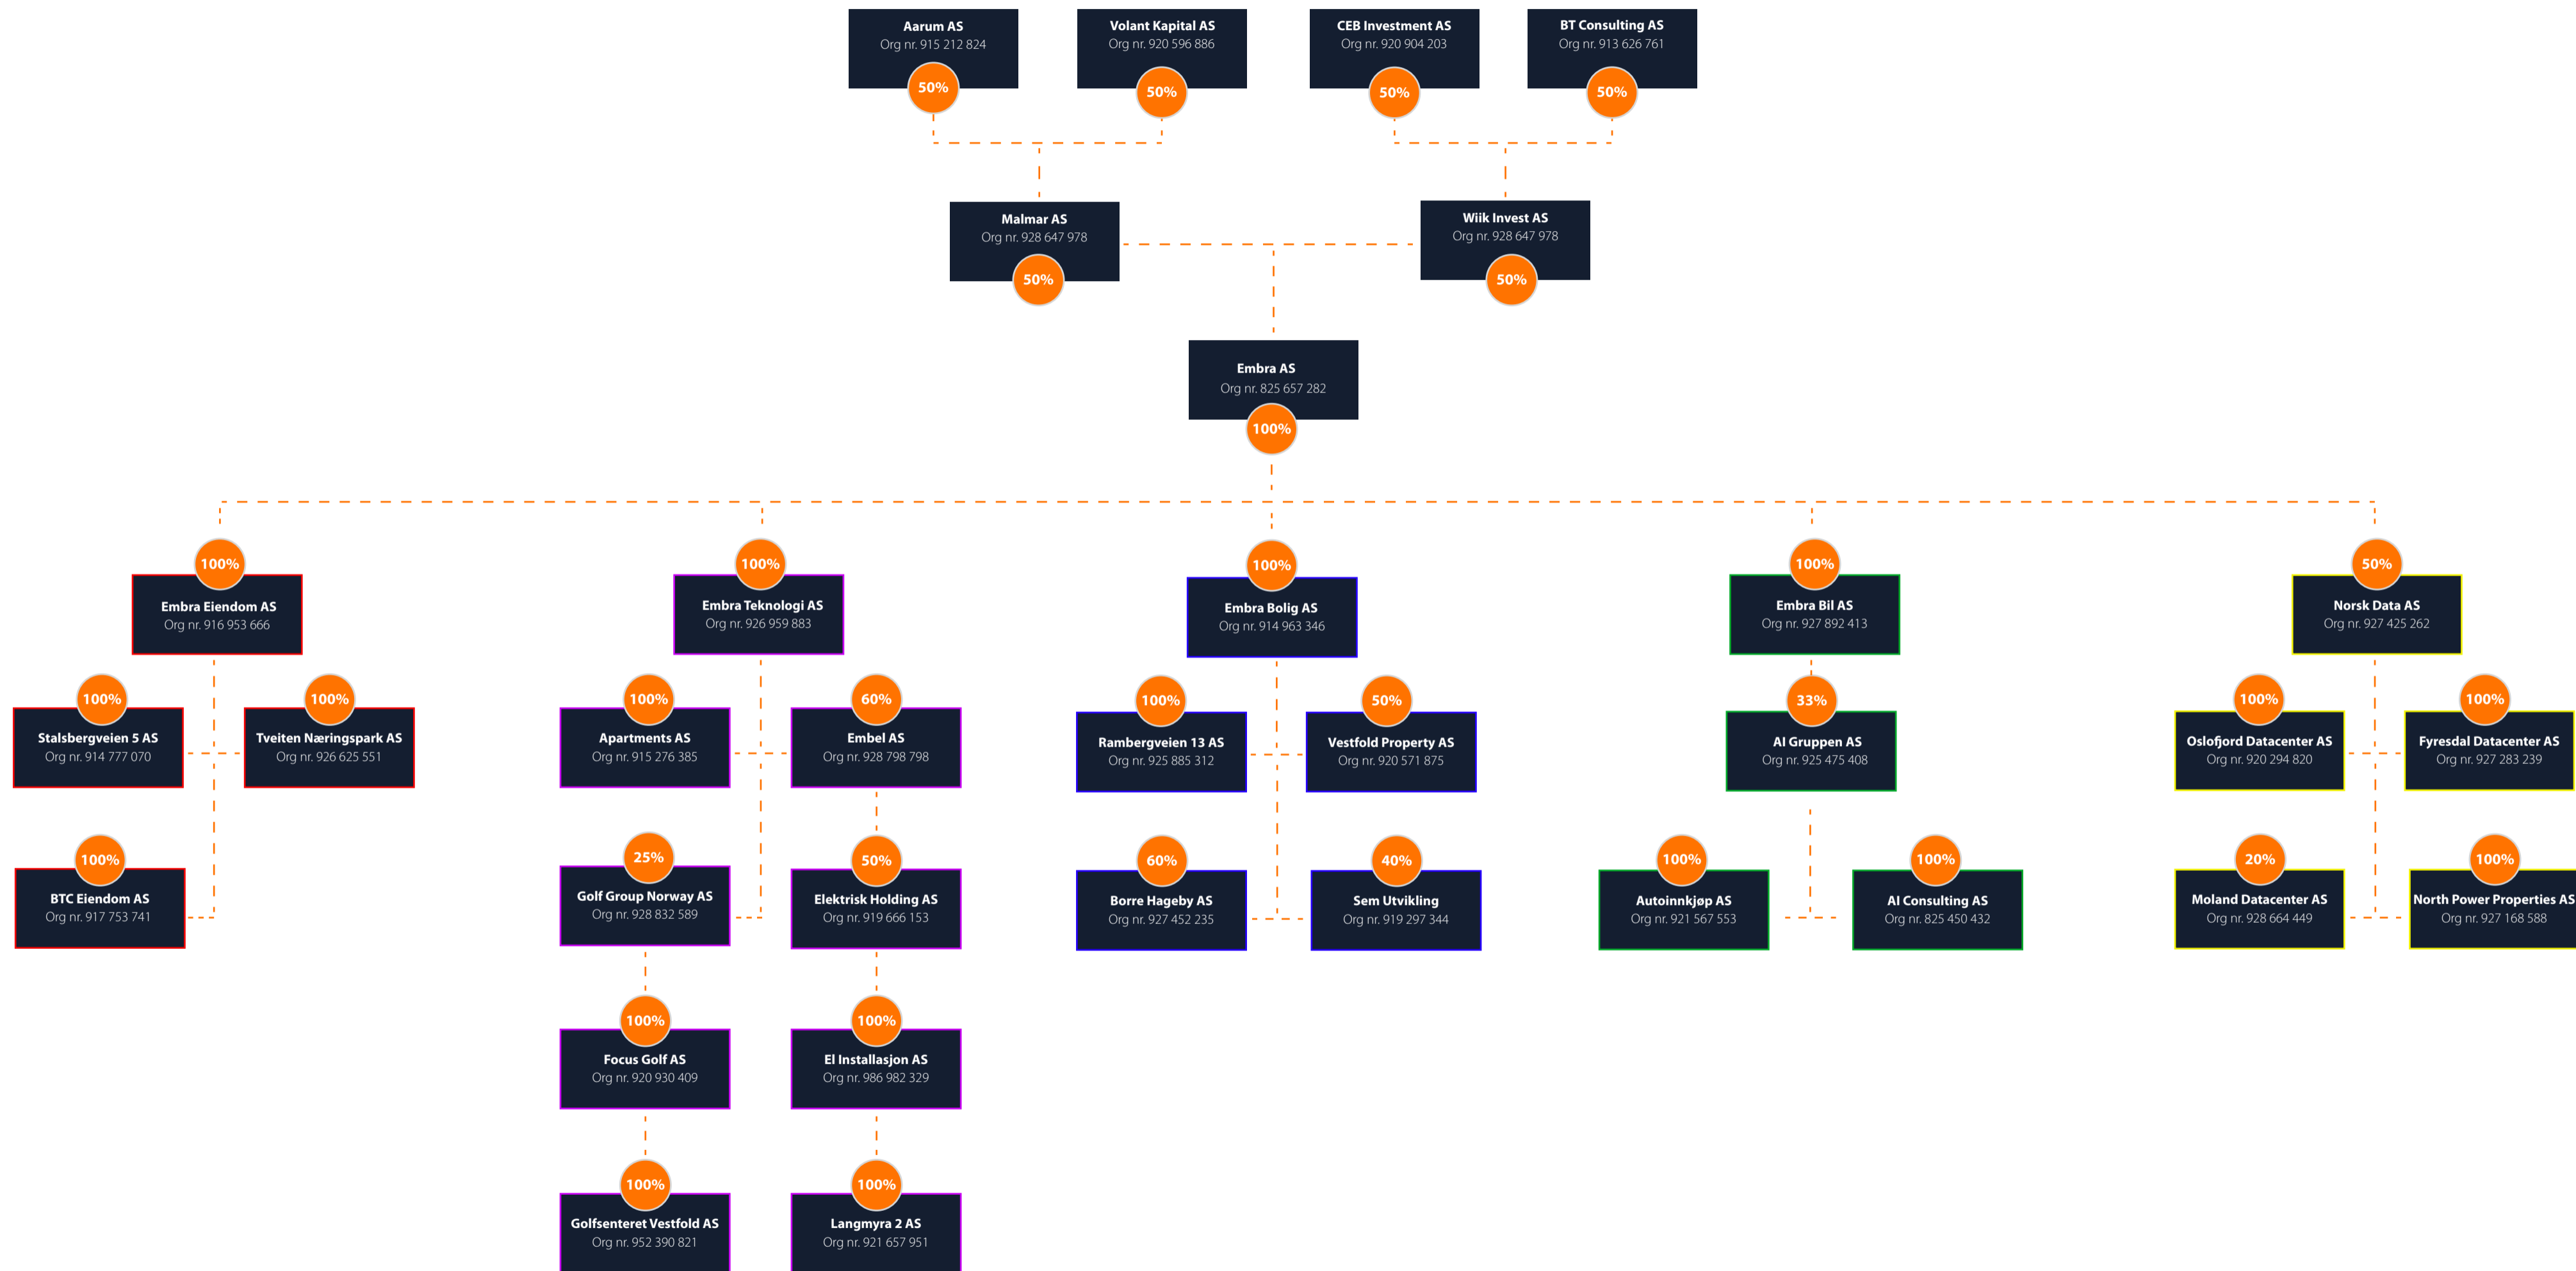 Aarum AS
Org nr. 915 212 824
50%
Volant Kapital AS
Org nr. 920 596 886
50%
CEB Investment AS
Org nr. 920 904 203
50%
BT Consulting AS
Org nr. 913 626 761
50%
Malmar AS
Org nr. 928 647 978
50%
Wiik Invest AS
Org nr. 928 647 978
50%
Embra AS
Org nr. 825 657 282
100%
100%
Embra Eiendom AS
Org nr. 916 953 666
100%
Stalsbergveien 5 AS
Org nr. 914 777 070
100%
Tveiten Næringspark AS
Org nr. 926 625 551
100%
BTC Eiendom AS
Org nr. 917 753 741
100%
Embra Teknologi AS
Org nr. 926 959 883
100%
Apartments AS
Org nr. 915 276 385
60%
Embel AS
Org nr. 928 798 798
25%
Golf Group Norway AS
Org nr. 928 832 589
50%
Elektrisk Holding AS
Org nr. 919 666 153
100%
Focus Golf AS
Org nr. 920 930 409
100%
El Installasjon AS
Org nr. 986 982 329
100%
Golfsenteret Vestfold AS
Org nr. 952 390 821
100%
Langmyra 2 AS
Org nr. 921 657 951
100%
Embra Bolig AS
Org nr. 914 963 346
100%
Rambergveien 13 AS
Org nr. 925 885 312
50%
Vestfold Property AS
Org nr. 920 571 875
60%
Borre Hageby AS
Org nr. 927 452 235
40%
Sem Utvikling
Org nr. 919 297 344
100%
Embra Bil AS
Org nr. 927 892 413
33%
AI Gruppen AS
Org nr. 925 475 408
100%
Autoinnkjøp AS
Org nr. 921 567 553
100%
AI Consulting AS
Org nr. 825 450 432
50%
Norsk Data AS
Org nr. 927 425 262
100%
Oslofjord Datacenter AS
Org nr. 920 294 820
100%
Fyresdal Datacenter AS
Org nr. 927 283 239
20%
Moland Datacenter AS
Org nr. 928 664 449
100%
North Power Properties AS
Org nr. 927 168 588